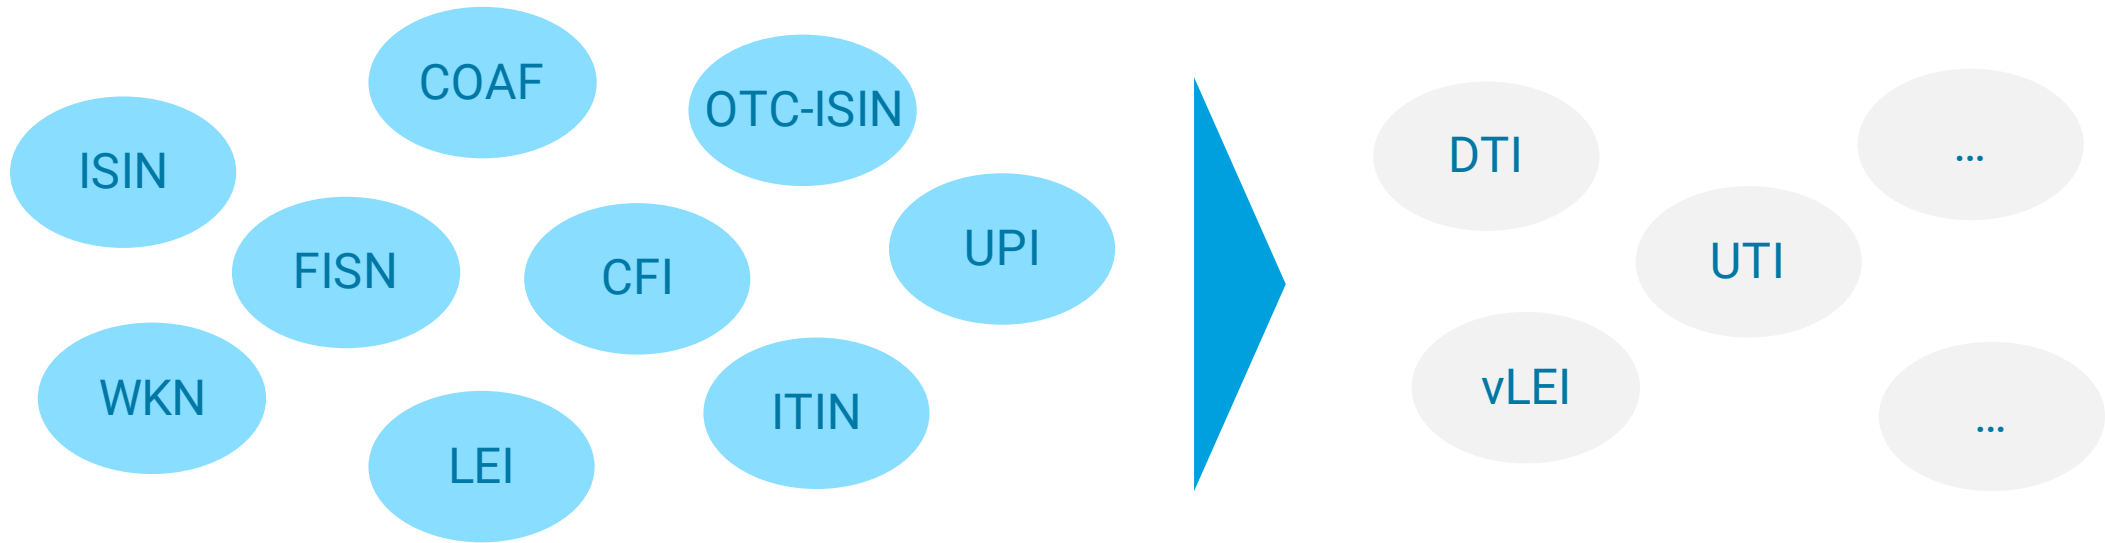 COAF
OTC-ISIN
ISIN
FISN
CFI
UPI
WKN
LEI
ITIN
DTI
...
UTI
vLEI
...